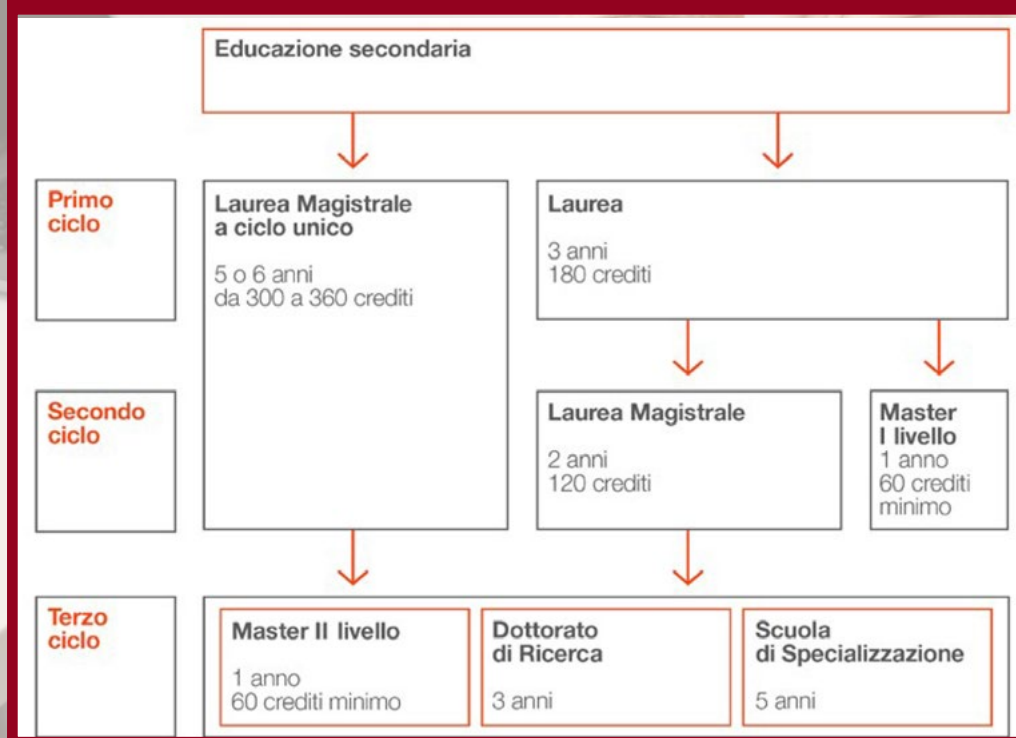 Educazione secondaria
Primo
ciclo
Laurea Magistrale
a ciclo unico
5 o 6 anni
da 300 a 360 crediti
Laurea
3 anni
180 crediti
Secondo
ciclo
Laurea Magistrale
2 anni
120 crediti
Master
I livello
1 anno
60 crediti
minimo
Terzo
ciclo
Master II livello
1 anno
60 crediti minimo
Dottorato
di Ricerca
3 anni
Scuola
di Specializzazione
5 anni